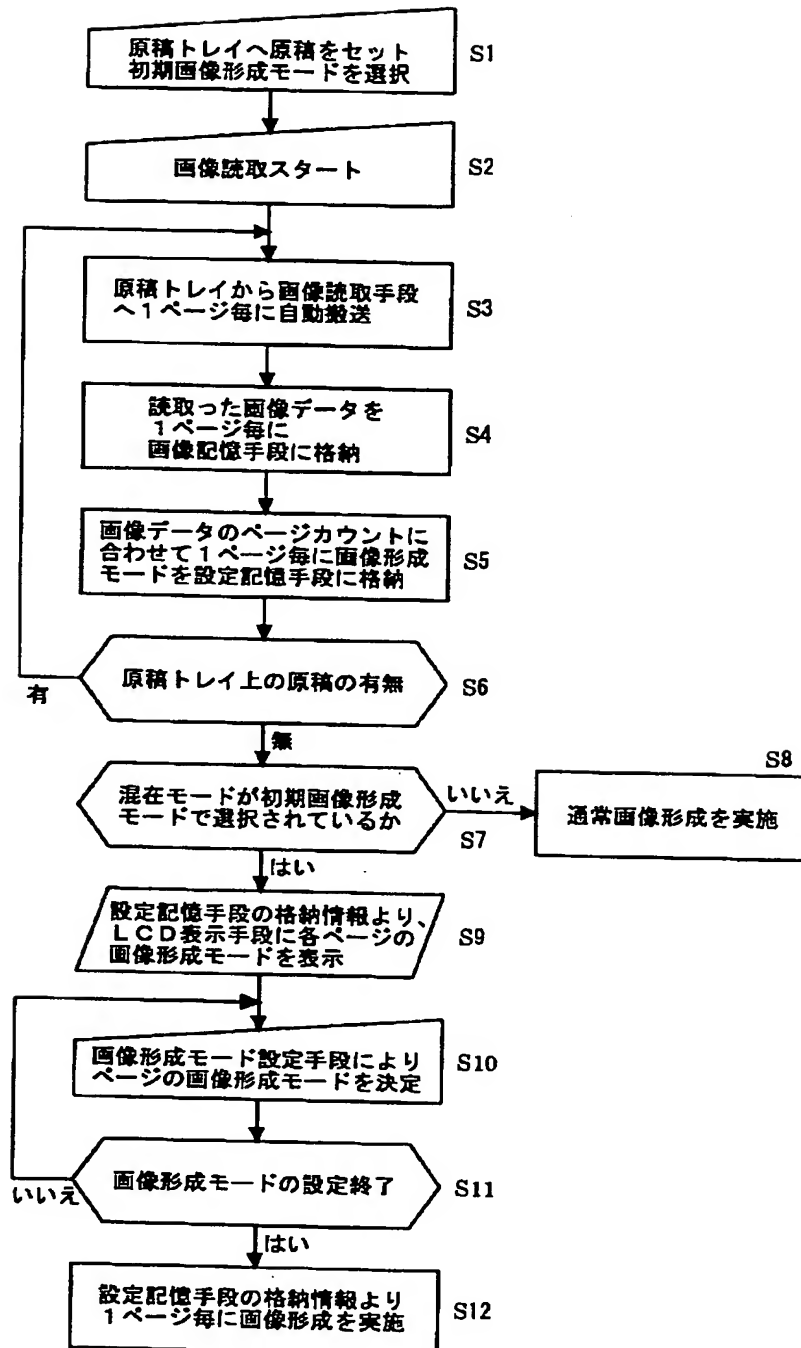 原稿トレイへ原稿をセット
初期画像形成モードを選択
S1
画像読取スタート
S2
原稿トレイから画像読取手段
へ1ページ毎に自動搬送
S3
読取った画像データを
1ページ毎に
画像記憶手段に格納
S4
画像データのページカウントに
合わせて1ページ毎に画像形成
モードを設定記憶手段に格納
S5
原稿トレイ上の原稿の有無
S6
有
無
混在モードが初期画像形成
モードで選択されているか
S7
いいえ
S8
通常画像形成を実施
はい
設定記憶手段の格納情報より、
LCD表示手段に各ページの
画像形成モードを表示
S9
画像形成モード設定手段により
ページの画像形成モードを決定
S10
画像形成モードの設定終了
S11
いいえ
はい
設定記憶手段の格納情報より
1ページ毎に画像形成を実施
S12